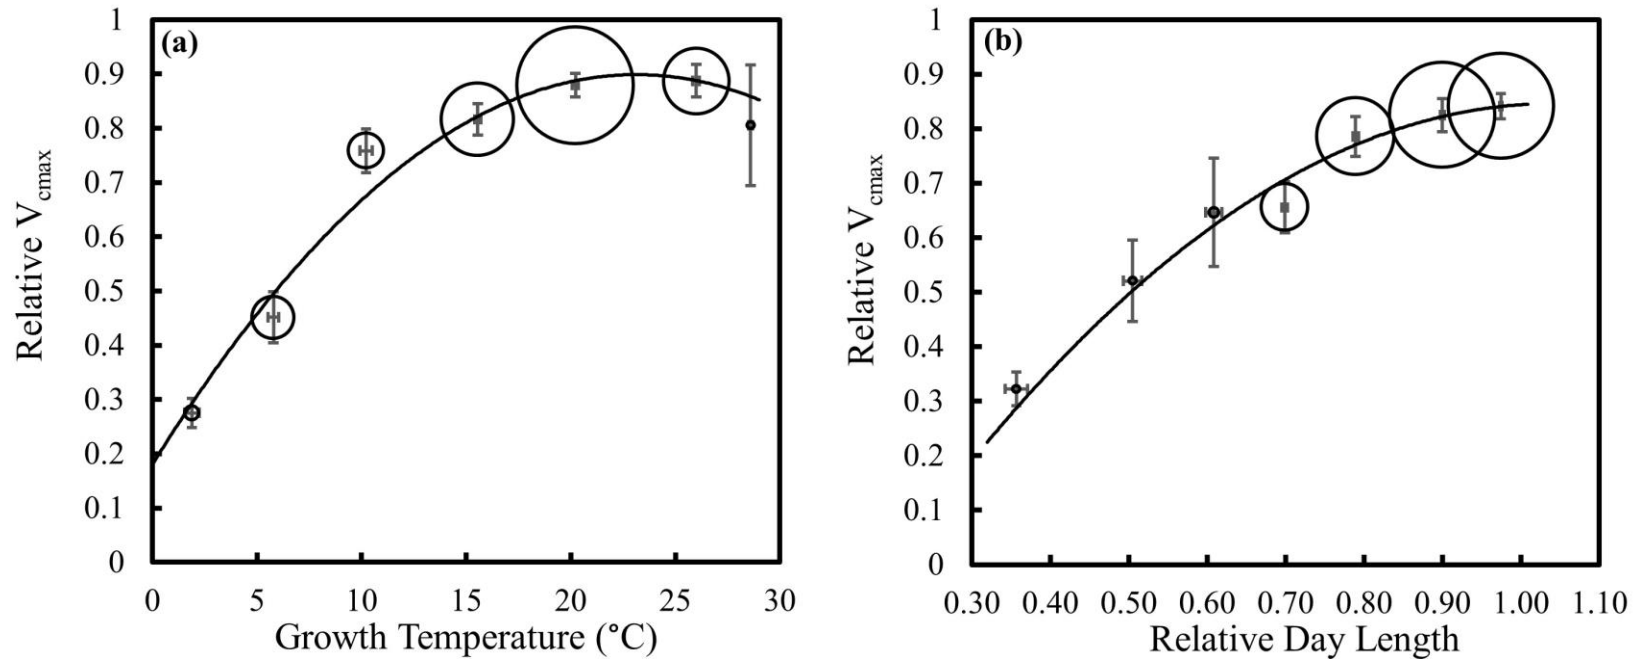 (a)
1
0.9
0.8
0.7
0.6
0.5
0.4
0.3
0.2
0.1
0
Relative Vcmax
0 5 10 15 20 25 30
Growth Temperature (°C)
(b)
1
0.9
0.8
0.7
0.6
0.5
0.4
0.3
0.2
0.1
0
Relative Vcmax
0.30 0.40 0.50 0.60 0.70 0.80 0.90 1.00 1.10
Relative Day Length